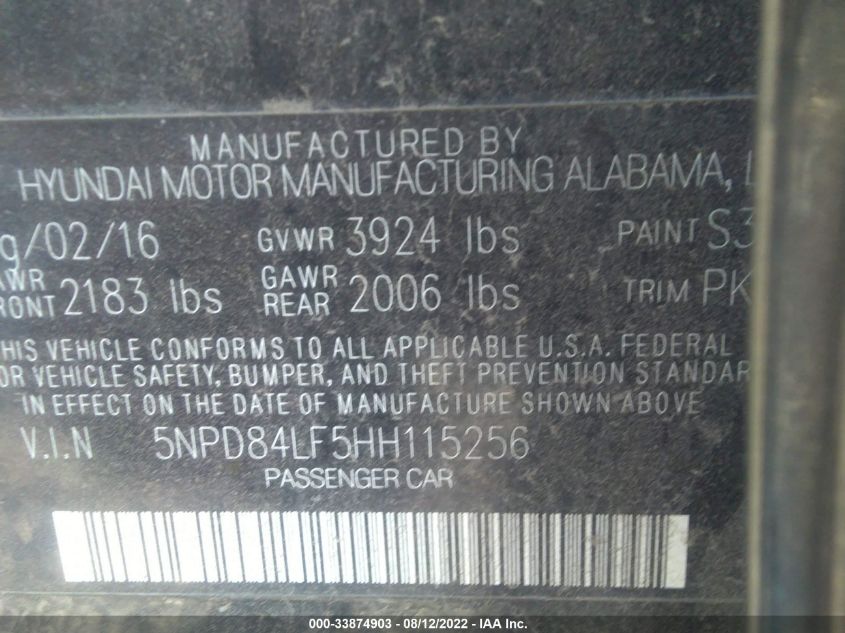 MANUFACTURED BY
HYUNDAI MOTOR MANUFACTURING ALABAMA, L
g/02/16 GVWR 3924 lbs PAINT S3
AWR FRONT 2183 lbs GAWR REAR 2006 lbs TRIM PK
HIS VEHICLE CONFORMS TO ALL APPLICABLE U.S.A. FEDERAL
OR VEHICLE SAFETY, BUMPER, AND THEFT PREVENTION STANDAR
IN EFFECT ON THE DATE OF MANUFACTURE SHOWN ABOVE
V.I.N 5NPD84LF5HH115256
PASSENGER CAR
000-33874903 - 08/12/2022 - IAA Inc.